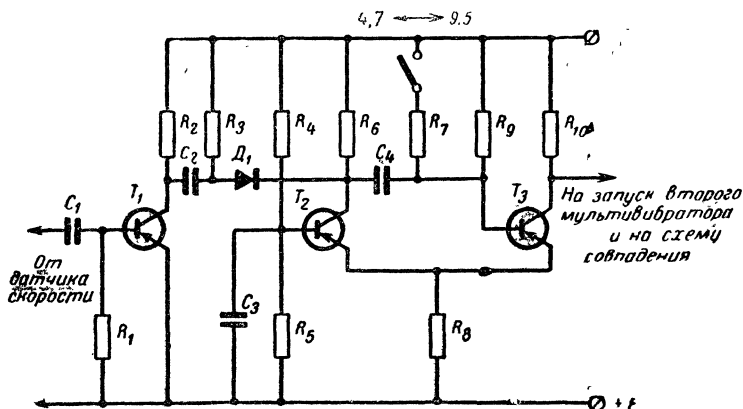 4,7 ⟷ 9.5
R₂
R₃
R₄
R₆
R₇
R₉
R₁₀
C₂
Д₁
C₄
T₁
T₂
T₃
C₁
На запуск второго
мультивибратора
и на схему
совпадения
От
датчика
скорости
R₁
C₃
R₅
R₈